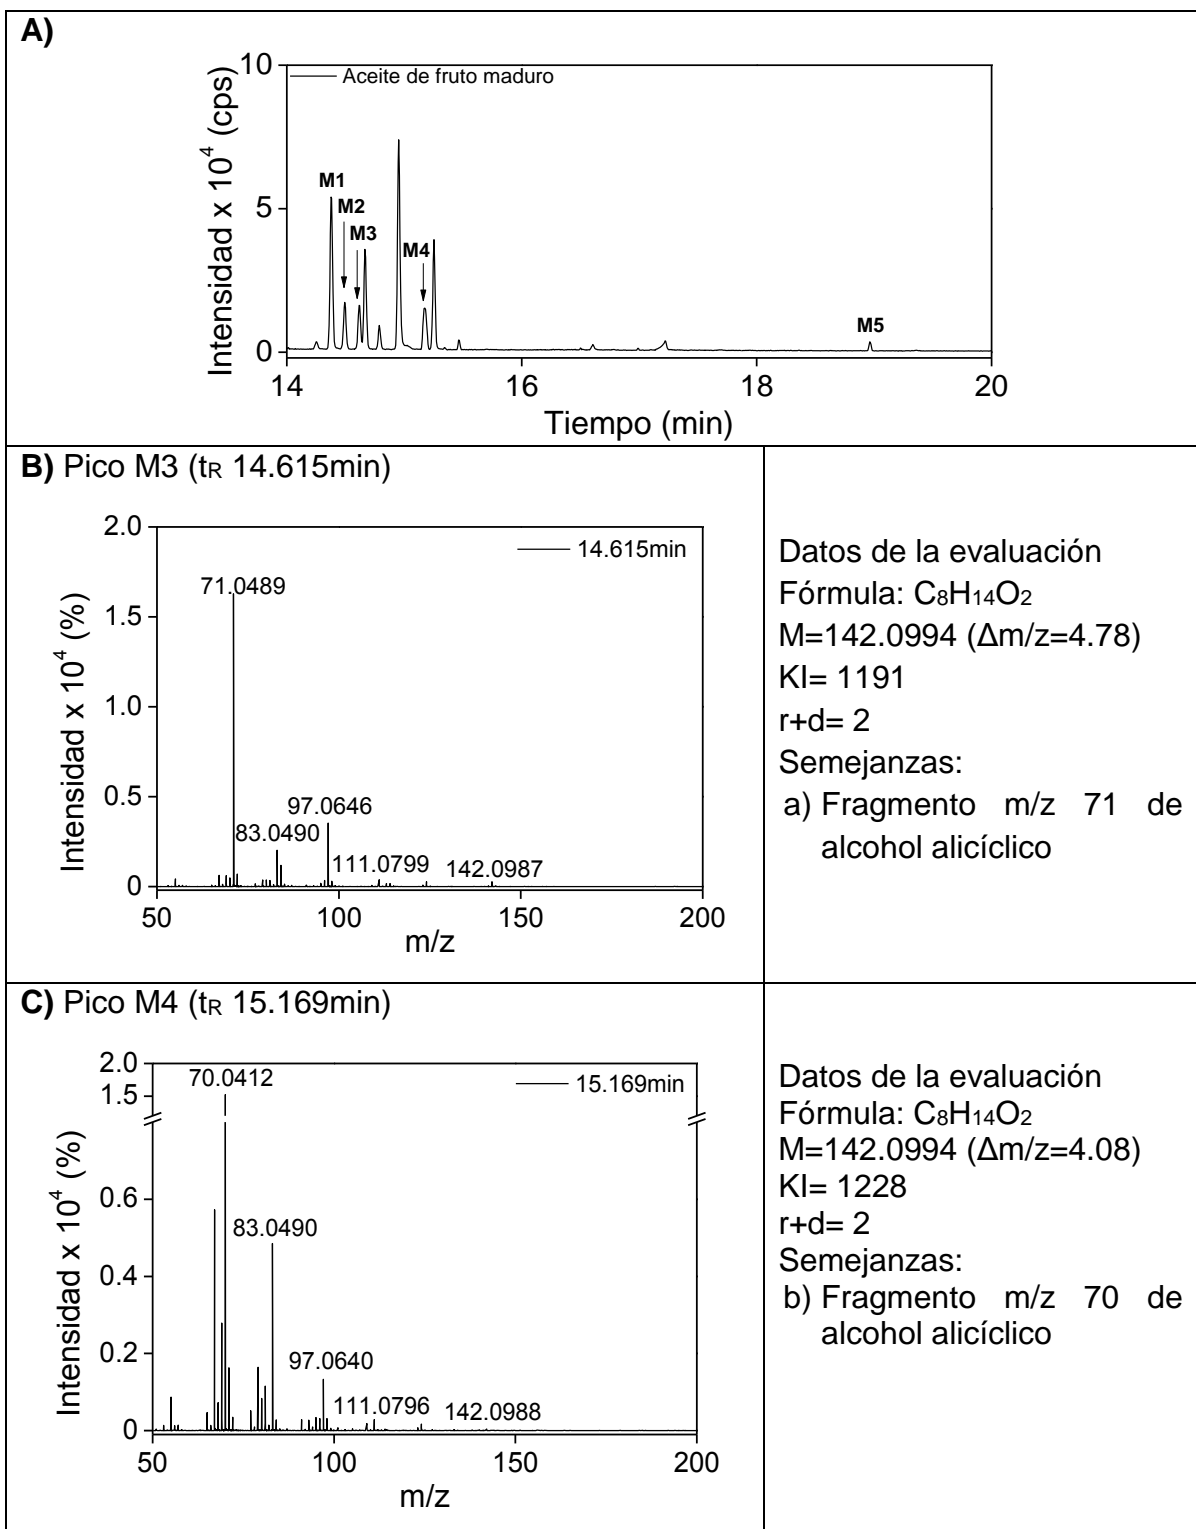 A)
Aceite de fruto maduro
Intensidad x 10⁴ (cps)
10
5
0
M1
M2
M3
M4
M5
14
16
18
20
Tiempo (min)
B) Pico M3 (tR 14.615min)
Intensidad x 10⁴ (%)
2.0
1.5
1.0
0.5
0
14.615min
71.0489
97.0646
83.0490
111.0799
142.0987
50
100
150
200
m/z
Datos de la evaluación
Fórmula: C₈H₁₄O₂
M=142.0994 (Δm/z=4.78)
KI= 1191
r+d= 2
Semejanzas:
a) Fragmento m/z 71 de
alcohol alicíclico
C) Pico M4 (tR 15.169min)
Intensidad x 10⁴ (%)
2.0
1.5
0.6
0.4
0.2
0
70.0412
15.169min
83.0490
97.0640
111.0796
142.0988
50
100
150
200
m/z
Datos de la evaluación
Fórmula: C₈H₁₄O₂
M=142.0994 (Δm/z=4.08)
KI= 1228
r+d= 2
Semejanzas:
b) Fragmento m/z 70 de
alcohol alicíclico